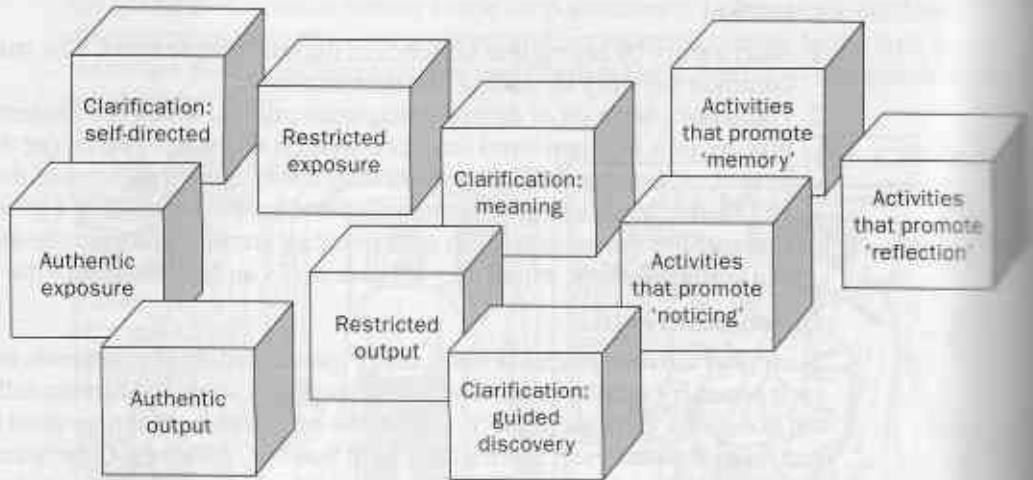 Clarification:
self-directed
Restricted
exposure
Clarification:
meaning
Activities
that promote
'memory'
Activities
that promote
'reflection'
Authentic
exposure
Restricted
output
Activities
that promote
'noticing'
Authentic
output
Clarification:
guided
discovery